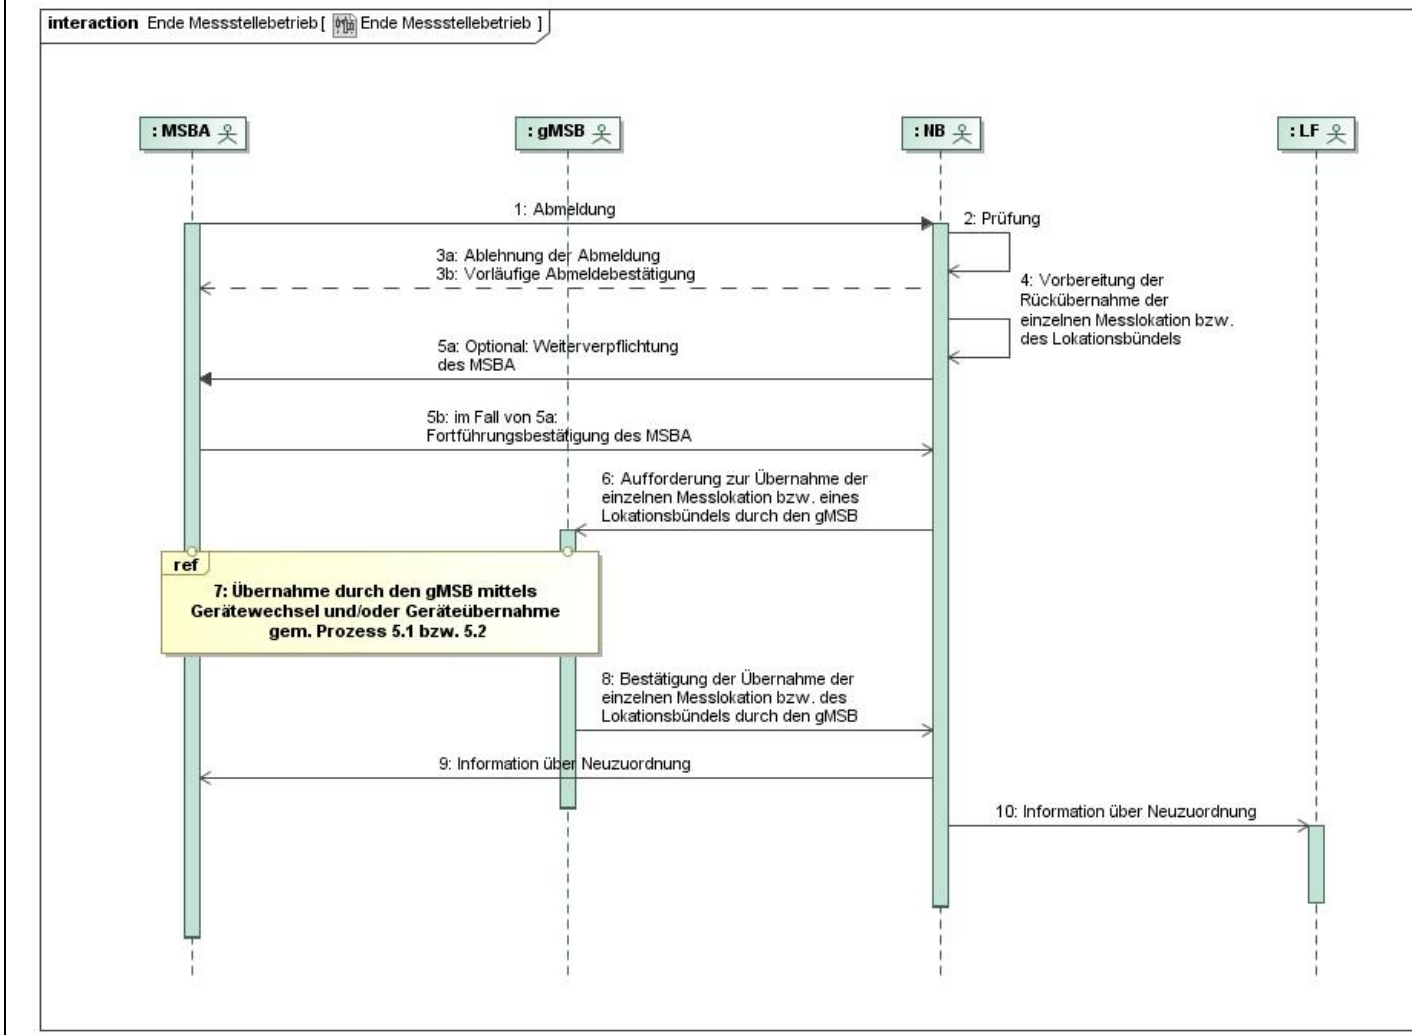 interaction Ende Messstellebetrieb [ Ende Messstellebetrieb ]
: MSBA
: gMSB
: NB
: LF
1: Abmeldung
2: Prüfung
3a: Ablehnung der Abmeldung
3b: Vorläufige Abmeldebestätigung
4: Vorbereitung der
Rückübernahme der
einzelnen Messlokation bzw.
des Lokationsbündels
5a: Optional: Weiterverpflichtung
des MSBA
5b: im Fall von 5a:
Fortführungsbestätigung des MSBA
6: Aufforderung zur Übernahme der
einzelnen Messlokation bzw. eines
Lokationsbündels durch den gMSB
ref
7: Übernahme durch den gMSB mittels
Gerätewechsel und/oder Geräteübernahme
gem. Prozess 5.1 bzw. 5.2
8: Bestätigung der Übernahme der
einzelnen Messlokation bzw. des
Lokationsbündels durch den gMSB
9: Information über Neuzuordnung
10: Information über Neuzuordnung